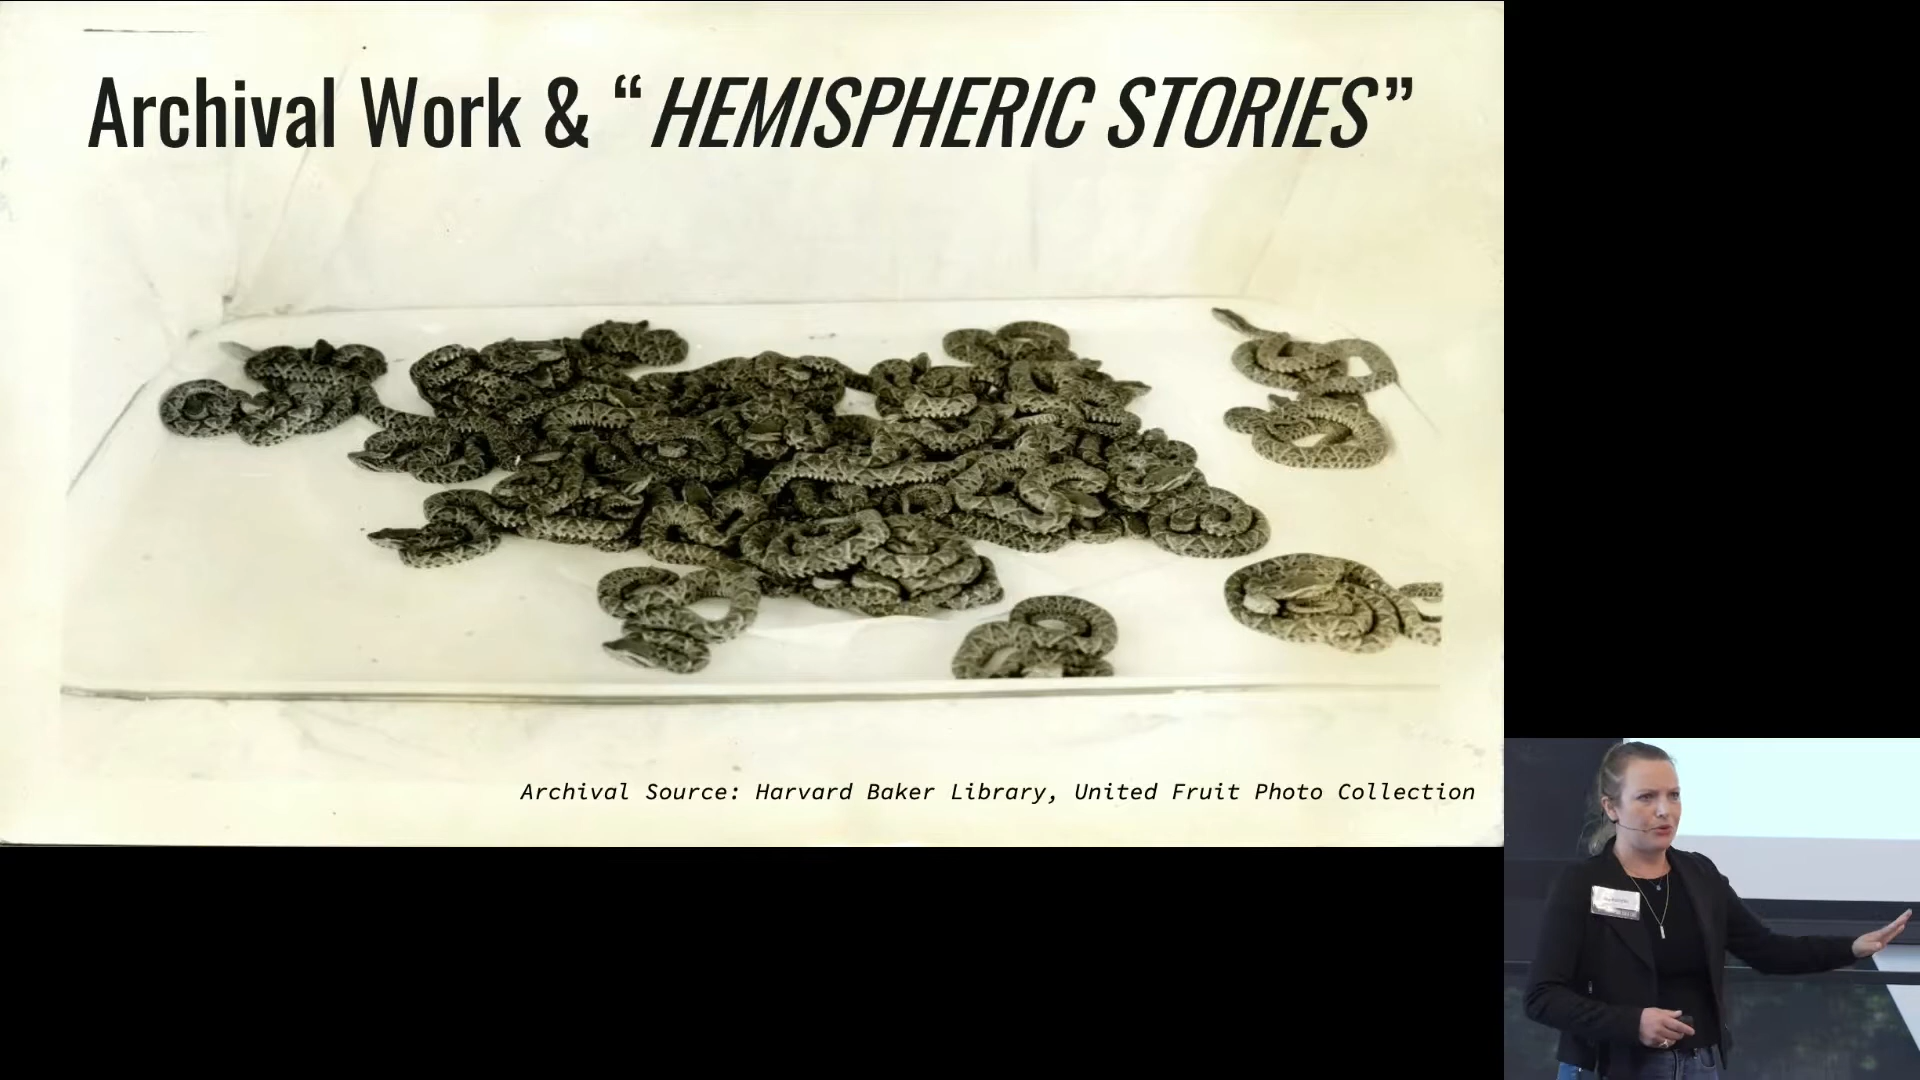 Archival Work & “HEMISPHERIC STORIES”
Archival Source: Harvard Baker Library, United Fruit Photo Collection